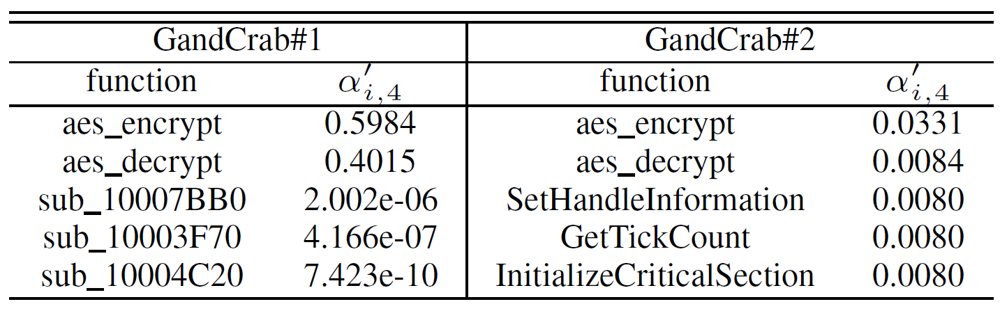 GandCrab#1 GandCrab#2
function α′i,4 function α′i,4
aes_encrypt 0.5984 aes_encrypt 0.0331
aes_decrypt 0.4015 aes_decrypt 0.0084
sub_10007BB0 2.002e-06 SetHandleInformation 0.0080
sub_10003F70 4.166e-07 GetTickCount 0.0080
sub_10004C20 7.423e-10 InitializeCriticalSection 0.0080